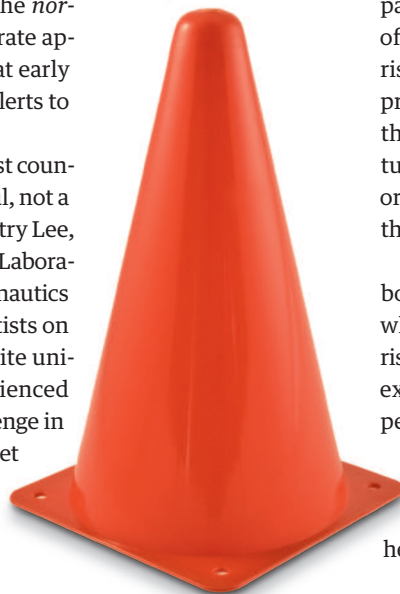 he nor-
rate ap-
at early
lerts to
st coun-
l, not a
try Lee,
Labora-
nautics
tists on
ite uni-
ienced
enge in
et
pa
of
ris
pr
th
tu
or
th
bo
wh
ris
ex
pe
he